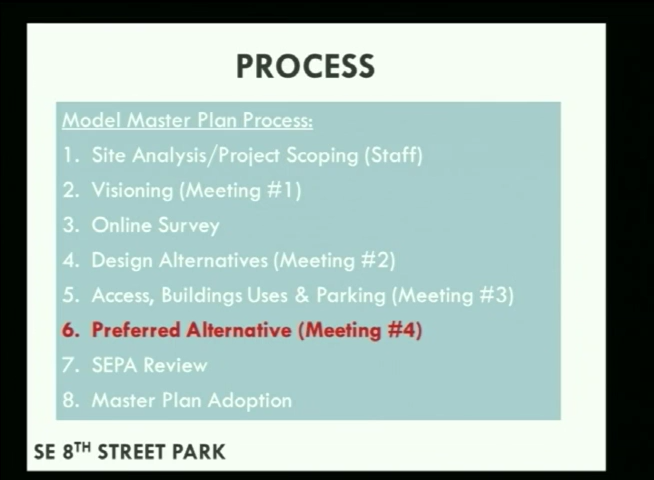 PROCESS
Model Master Plan Process:
1. Site Analysis/Project Scoping (Staff)
2. Visioning (Meeting #1)
3. Online Survey
4. Design Alternatives (Meeting #2)
5. Access, Buildings Uses & Parking (Meeting #3)
6. Preferred Alternative (Meeting #4)
7. SEPA Review
8. Master Plan Adoption
SE 8TH STREET PARK